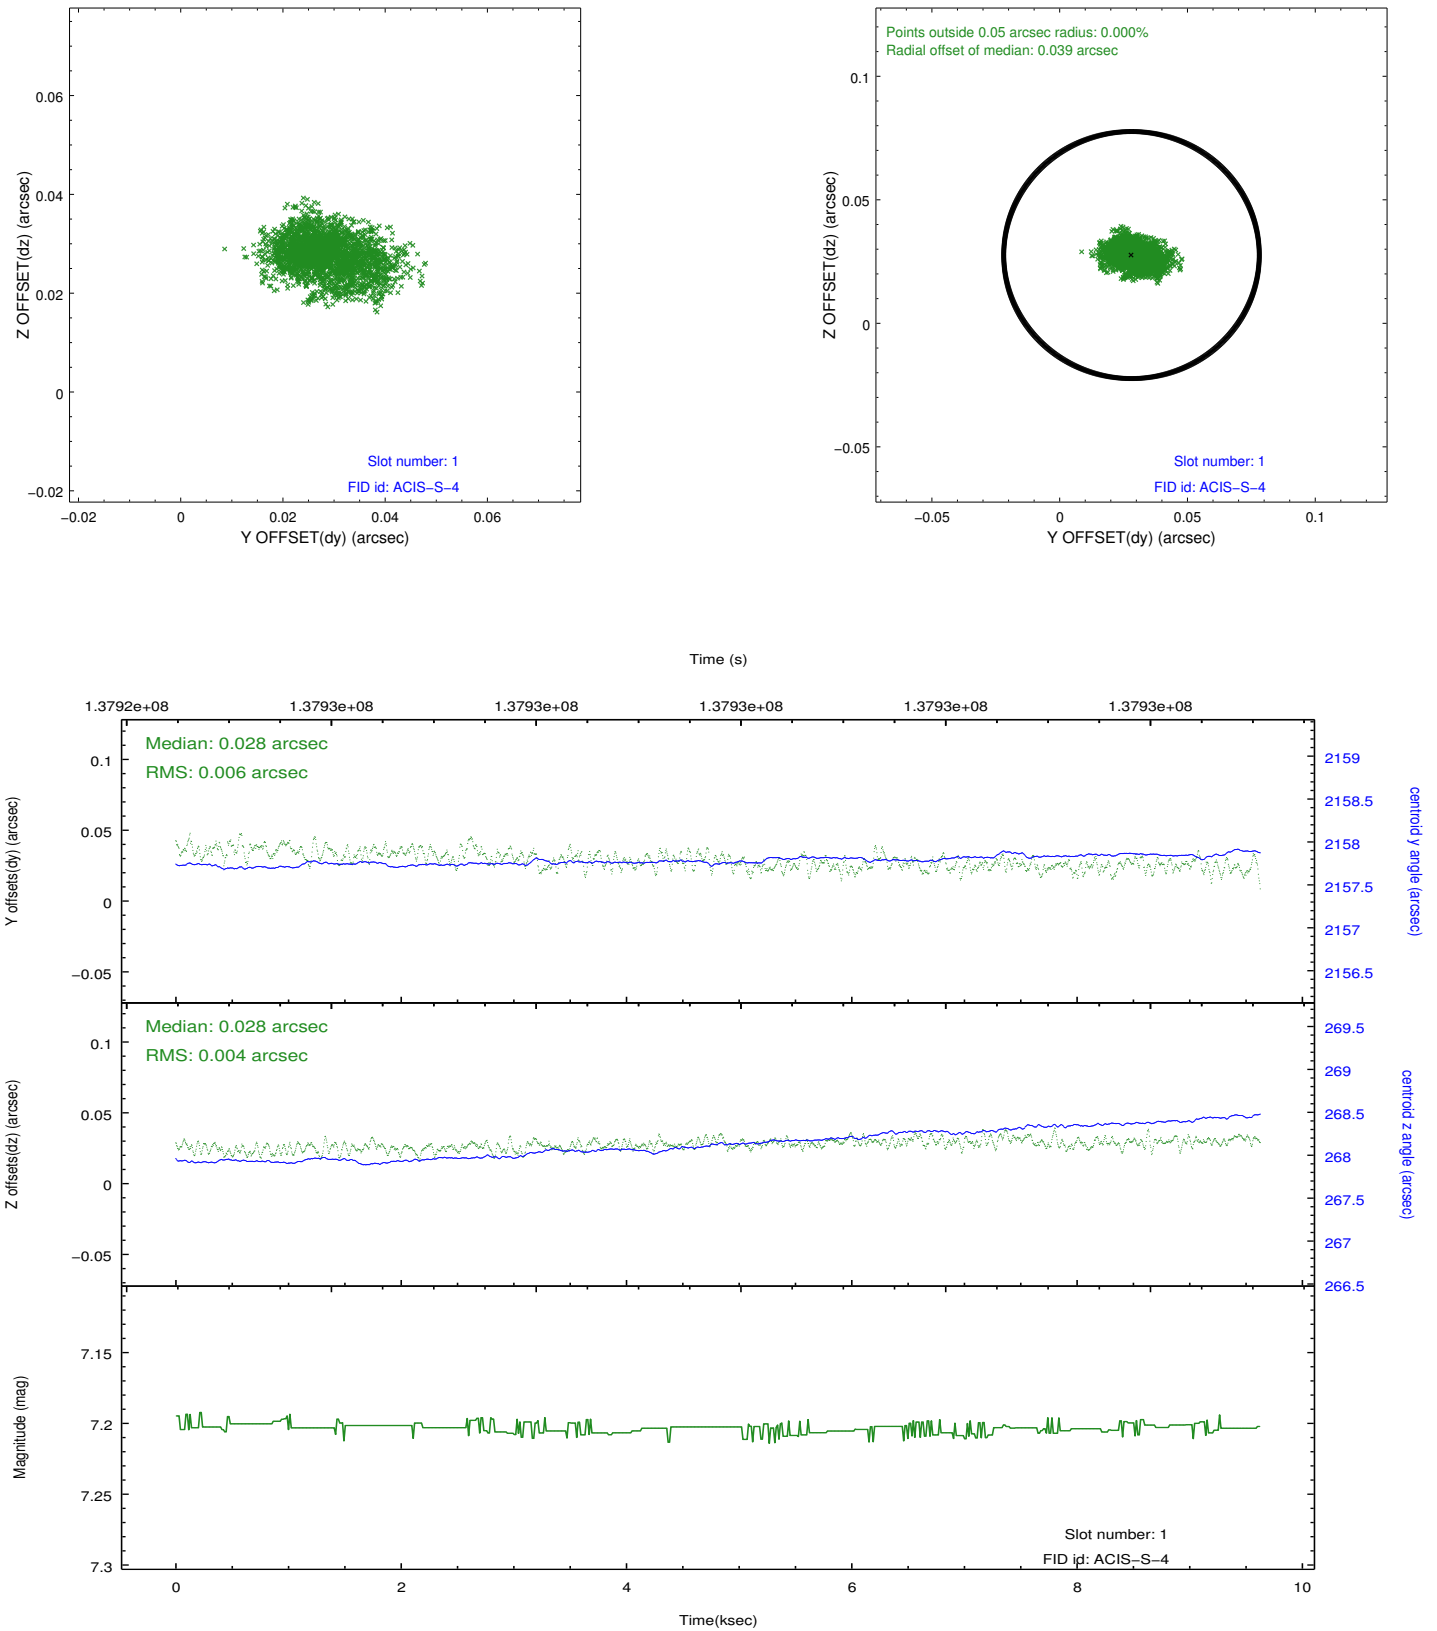 0.06
0.04
0.02
0
−0.02
Z OFFSET(dz) (arcsec)
Slot number: 1
FID id: ACIS−S−4
−0.02 0 0.02 0.04 0.06
Y OFFSET(dy) (arcsec)
Points outside 0.05 arcsec radius: 0.000%
Radial offset of median: 0.039 arcsec
0.1
0.05
0
−0.05
Z OFFSET(dz) (arcsec)
Slot number: 1
FID id: ACIS−S−4
−0.05 0 0.05 0.1
Y OFFSET(dy) (arcsec)
Time (s)
1.3792e+08 1.3793e+08 1.3793e+08 1.3793e+08 1.3793e+08 1.3793e+08
Median: 0.028 arcsec
RMS: 0.006 arcsec
0.1
0.05
0
−0.05
Y offsets(dy) (arcsec)
2159
2158.5
2158
2157.5
2157
2156.5
centroid y angle (arcsec)
Median: 0.028 arcsec
RMS: 0.004 arcsec
0.1
0.05
0
−0.05
Z offsets(dz) (arcsec)
269.5
269
268.5
268
267.5
267
266.5
centroid z angle (arcsec)
7.15
7.2
7.25
7.3
Magnitude (mag)
Slot number: 1
FID id: ACIS−S−4
0 2 4 6 8 10
Time(ksec)